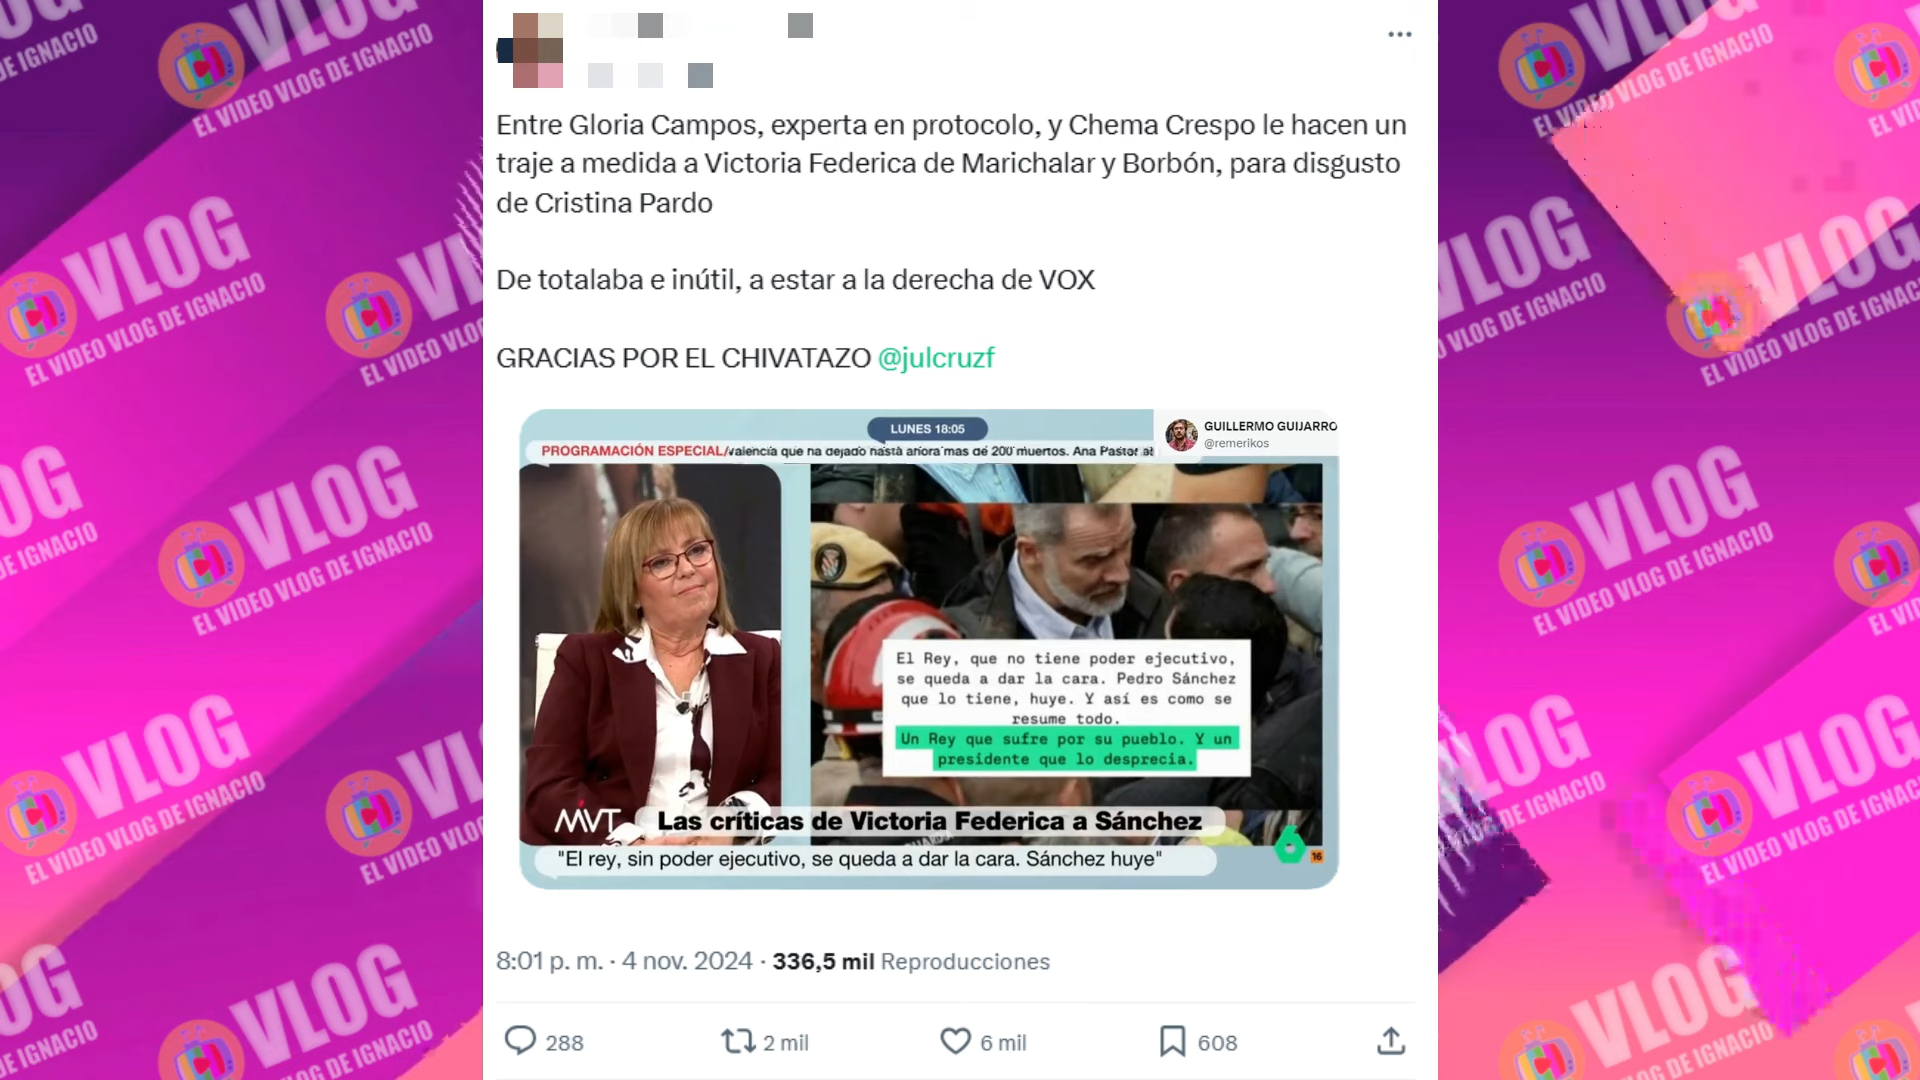 Entre Gloria Campos, experta en protocolo, y Chema Crespo le hacen un
traje a medida a Victoria Federica de Marichalar y Borbón, para disgusto
de Cristina Pardo
De totalaba e inútil, a estar a la derecha de VOX
GRACIAS POR EL CHIVATAZO @julcruzf
LUNES 18:05
GUILLERMO GUIJARRO
@remerikos
PROGRAMACIÓN ESPECIAL/valencia que ha dejado hasta ahora mas de 200 muertos. Ana Pastor
El Rey, que no tiene poder ejecutivo,
se queda a dar la cara. Pedro Sánchez
que lo tiene, huye. Y así es como se
resume todo.
Un Rey que sufre por su pueblo. Y un
presidente que lo desprecia.
MVT
Las críticas de Victoria Federica a Sánchez
"El rey, sin poder ejecutivo, se queda a dar la cara. Sánchez huye"
6
16
8:01 p. m. · 4 nov. 2024 · 336,5 mil Reproducciones
288
2 mil
6 mil
608
VLOG
EL VIDEO VLOG DE IGNACIO